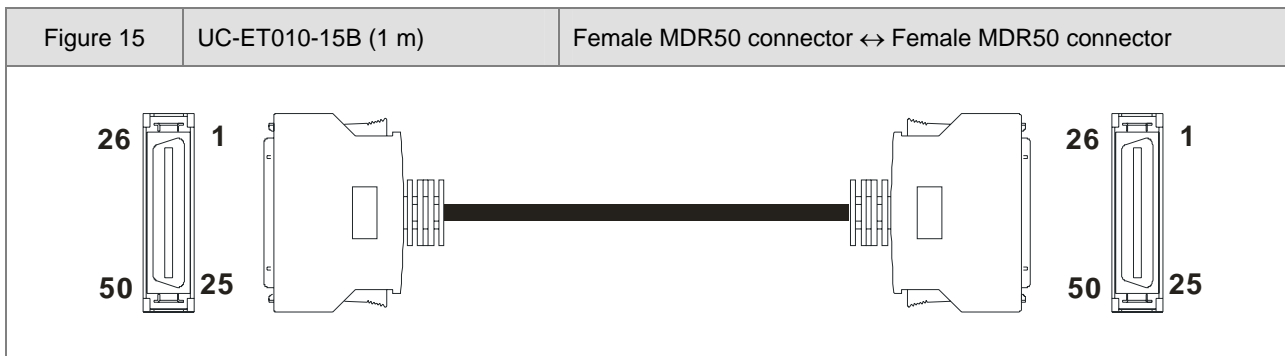 Figure 15 UC-ET010-15B (1 m) Female MDR50 connector ↔ Female MDR50 connector
26 1 26 1
50 25 50 25